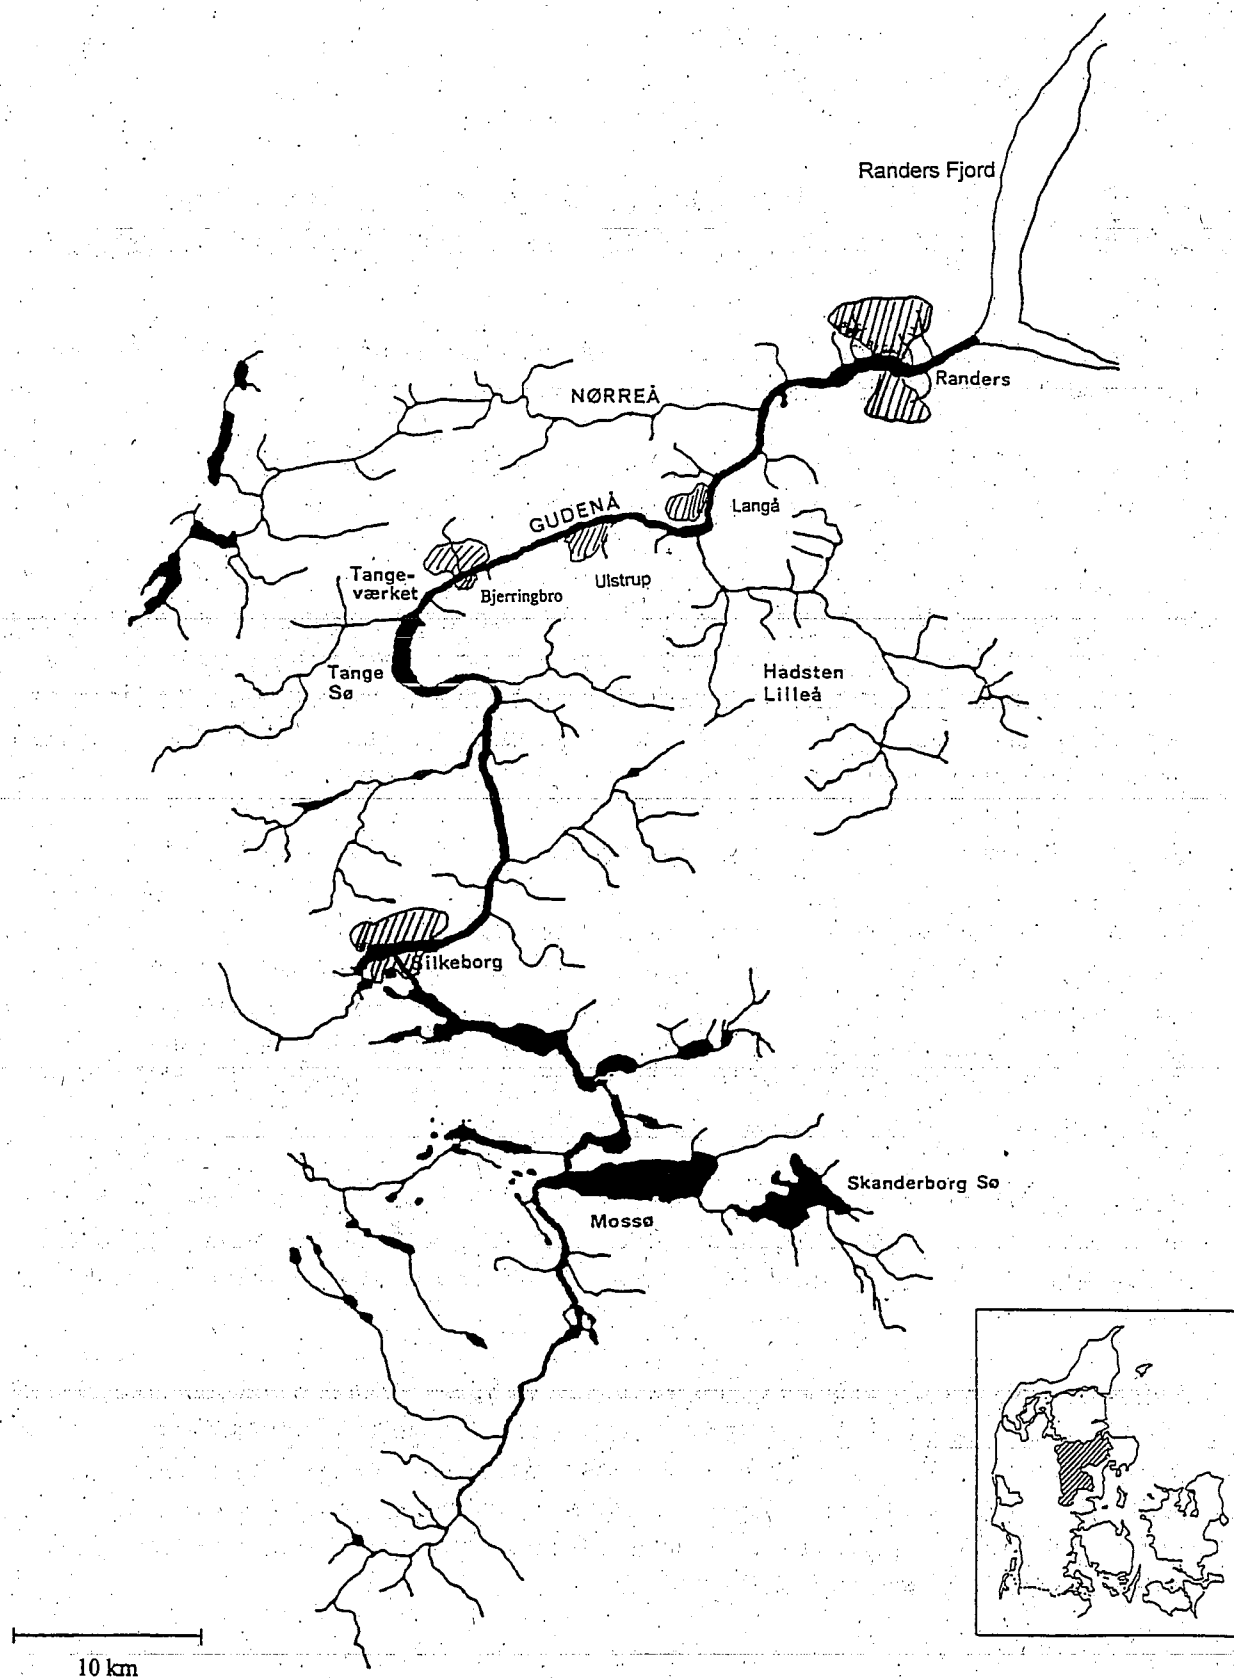 Randers Fjord
Randers
NØRREÅ
Langå
GUDENÅ
Ulstrup
Tange-
værket
Bjerringbro
Tange
Sø
Hadsten
Lilleå
Silkeborg
Skanderborg Sø
Mossø
10 km